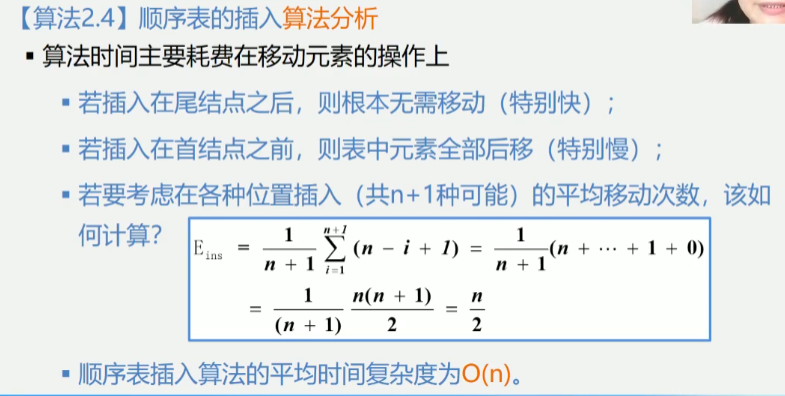 【算法2.4】顺序表的插入算法分析
▪ 算法时间主要耗费在移动元素的操作上
▪ 若插入在尾结点之后，则根本无需移动（特别快）；
▪ 若插入在首结点之前，则表中元素全部后移（特别慢）；
▪ 若要考虑在各种位置插入（共n+1种可能）的平均移动次数，该如
何计算？
E_ins = \frac{1}{n + 1} \sum_{i=1}^{n+1} (n - i + 1) = \frac{1}{n + 1} (n + ⋯ + 1 + 0)
= \frac{1}{(n + 1)} \frac{n(n + 1)}{2} = \frac{n}{2}
▪ 顺序表插入算法的平均时间复杂度为O(n)。